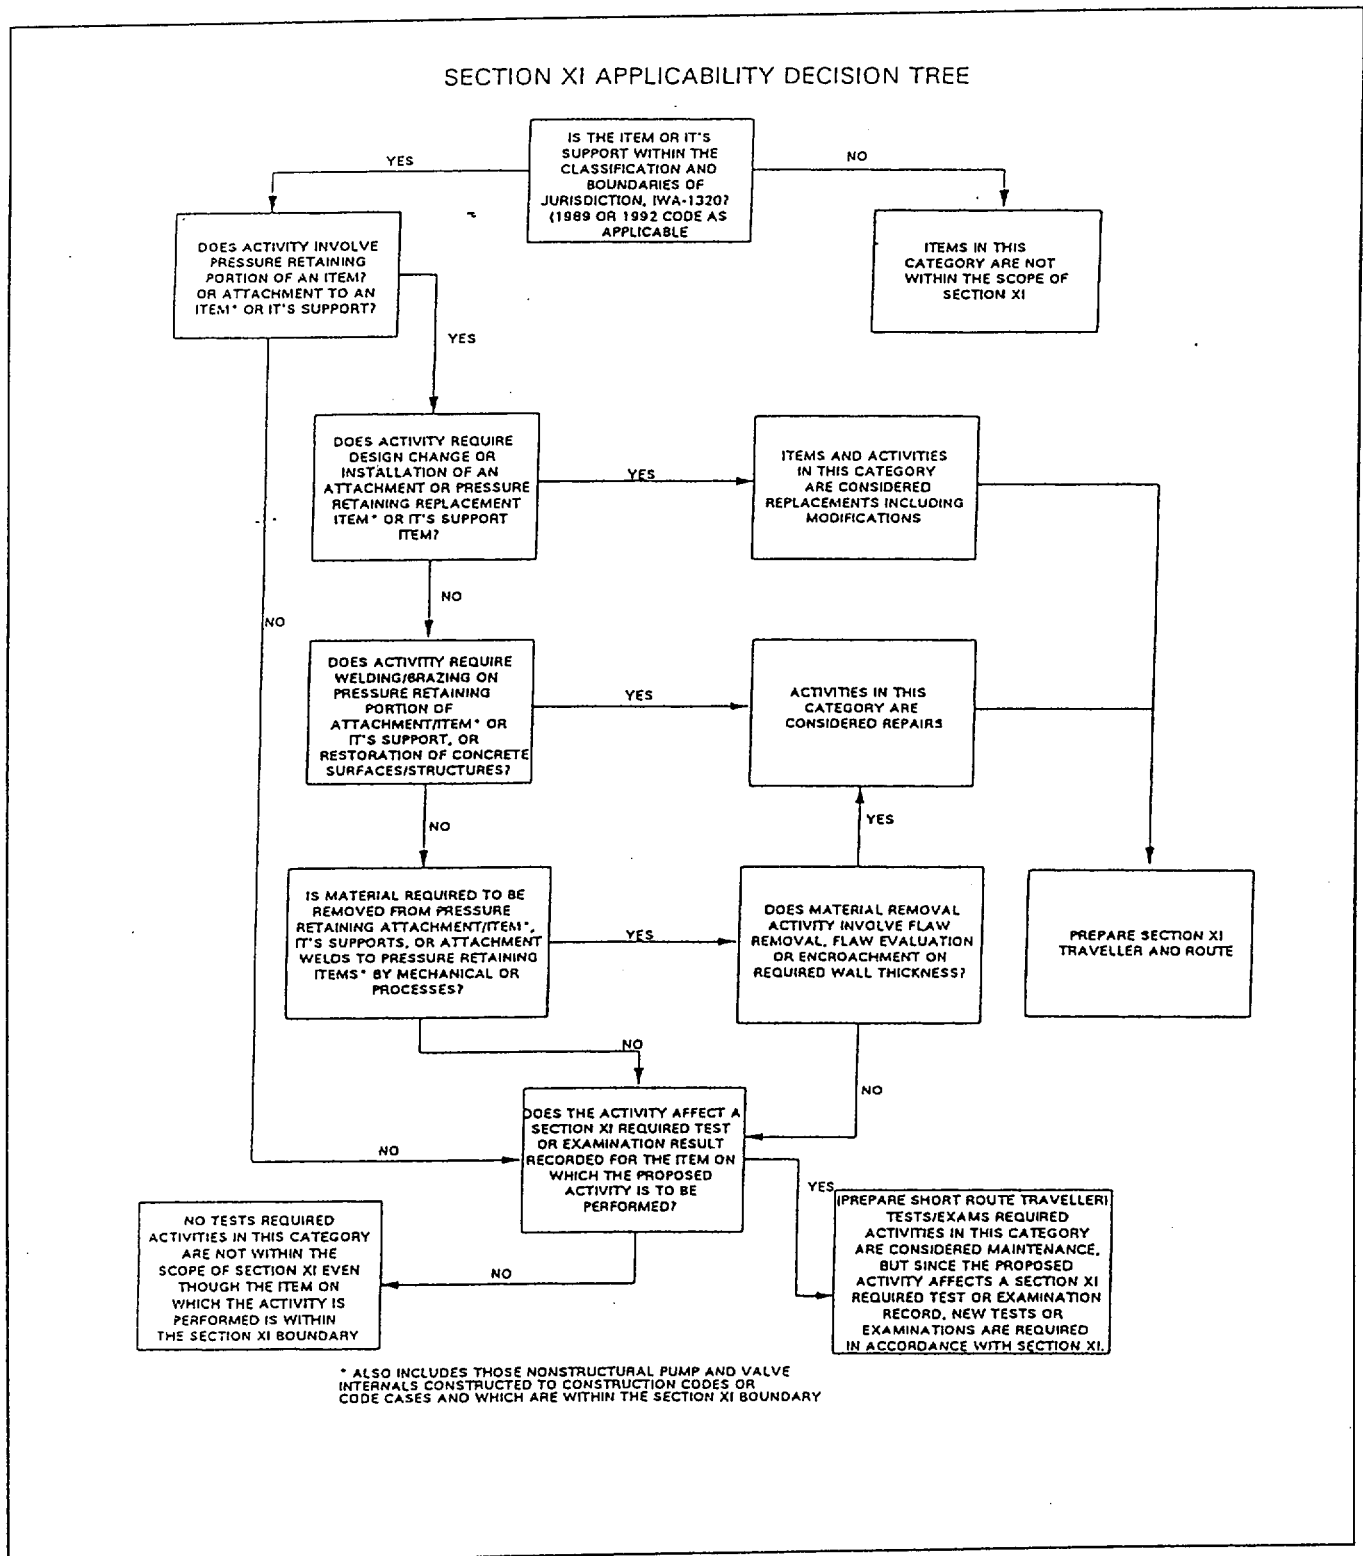 SECTION XI APPLICABILITY DECISION TREE
IS THE ITEM OR IT'S
SUPPORT WITHIN THE
CLASSIFICATION AND
BOUNDARIES OF
JURISDICTION, IWA-1320?
(1989 OR 1992 CODE AS
APPLICABLE
YES
NO
DOES ACTIVITY INVOLVE
PRESSURE RETAINING
PORTION OF AN ITEM?
OR ATTACHMENT TO AN
ITEM* OR IT'S SUPPORT?
ITEMS IN THIS
CATEGORY ARE NOT
WITHIN THE SCOPE OF
SECTION XI
YES
DOES ACTIVITY REQUIRE
DESIGN CHANGE OR
INSTALLATION OF AN
ATTACHMENT OR PRESSURE
RETAINING REPLACEMENT
ITEM* OR IT'S SUPPORT
ITEM?
YES
ITEMS AND ACTIVITIES
IN THIS CATEGORY
ARE CONSIDERED
REPLACEMENTS INCLUDING
MODIFICATIONS
NO
NO
DOES ACTIVITIY REQUIRE
WELDING/BRAZING ON
PRESSURE RETAINING
PORTION OF
ATTACHMENT/ITEM* OR
IT'S SUPPORT, OR
RESTORATION OF CONCRETE
SURFACES/STRUCTURES?
YES
ACTIVITIES IN THIS
CATEGORY ARE
CONSIDERED REPAIRS
NO
YES
IS MATERIAL REQUIRED TO BE
REMOVED FROM PRESSURE
RETAINING ATTACHMENT/ITEM*,
IT'S SUPPORTS, OR ATTACHMENT
WELDS TO PRESSURE RETAINING
ITEMS* BY MECHANICAL OR
PROCESSES?
YES
DOES MATERIAL REMOVAL
ACTIVITY INVOLVE FLAW
REMOVAL, FLAW EVALUATION
OR ENCROACHMENT ON
REQUIRED WALL THICKNESS?
PREPARE SECTION XI
TRAVELLER AND ROUTE
NO
NO
DOES THE ACTIVITY AFFECT A
SECTION XI REQUIRED TEST
OR EXAMINATION RESULT
RECORDED FOR THE ITEM ON
WHICH THE PROPOSED
ACTIVITY IS TO BE
PERFORMED?
NO
YES
NO TESTS REQUIRED
ACTIVITIES IN THIS CATEGORY
ARE NOT WITHIN THE
SCOPE OF SECTION XI EVEN
THOUGH THE ITEM ON
WHICH THE ACTIVITY IS
PERFORMED IS WITHIN
THE SECTION XI BOUNDARY
NO
(PREPARE SHORT ROUTE TRAVELLER)
TESTS/EXAMS REQUIRED
ACTIVITIES IN THIS CATEGORY
ARE CONSIDERED MAINTENANCE,
BUT SINCE THE PROPOSED
ACTIVITY AFFECTS A SECTION XI
REQUIRED TEST OR EXAMINATION
RECORD, NEW TESTS OR
EXAMINATIONS ARE REQUIRED
IN ACCORDANCE WITH SECTION XI.
* ALSO INCLUDES THOSE NONSTRUCTURAL PUMP AND VALVE
INTERNALS CONSTRUCTED TO CONSTRUCTION CODES OR
CODE CASES AND WHICH ARE WITHIN THE SECTION XI BOUNDARY